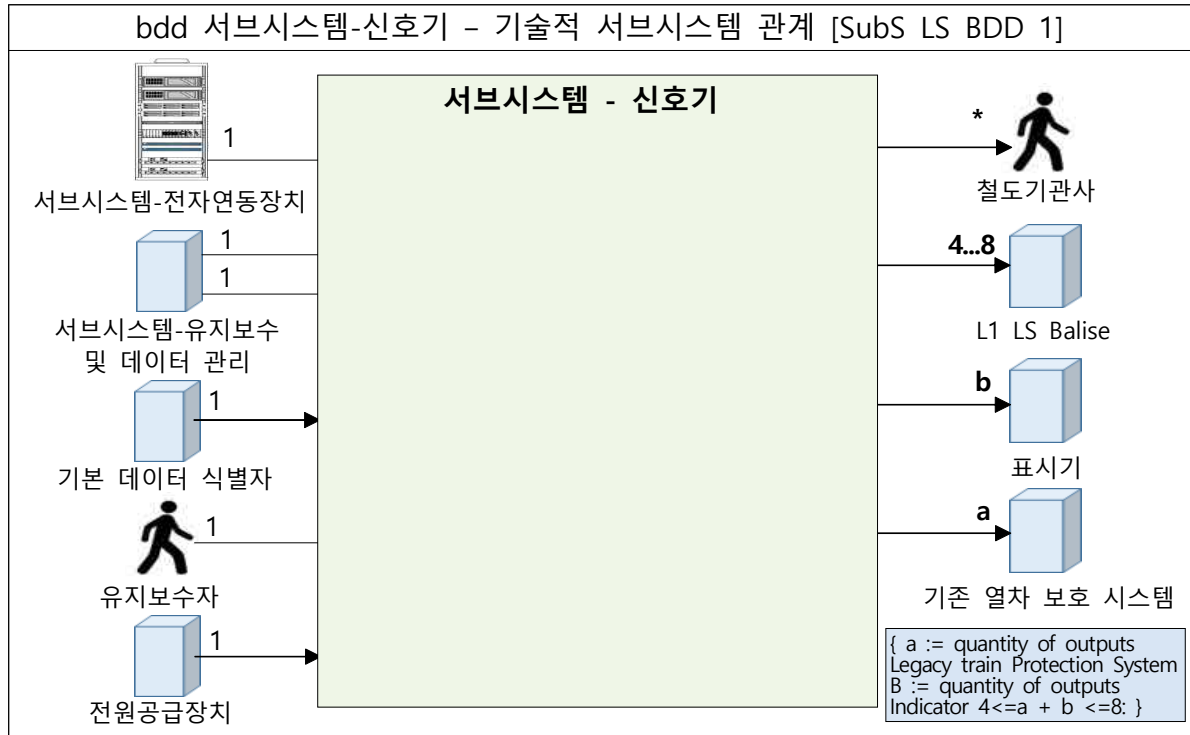 bdd 서브시스템-신호기 – 기술적 서브시스템 관계 [SubS LS BDD 1]
서브시스템 - 신호기
1
서브시스템-전자연동장치
1
1
서브시스템-유지보수
및 데이터 관리
1
기본 데이터 식별자
1
유지보수자
1
전원공급장치
*
철도기관사
4...8
L1 LS Balise
b
표시기
a
기존 열차 보호 시스템
{ a := quantity of outputs
Legacy train Protection System
B := quantity of outputs
Indicator 4<=a + b <=8: }